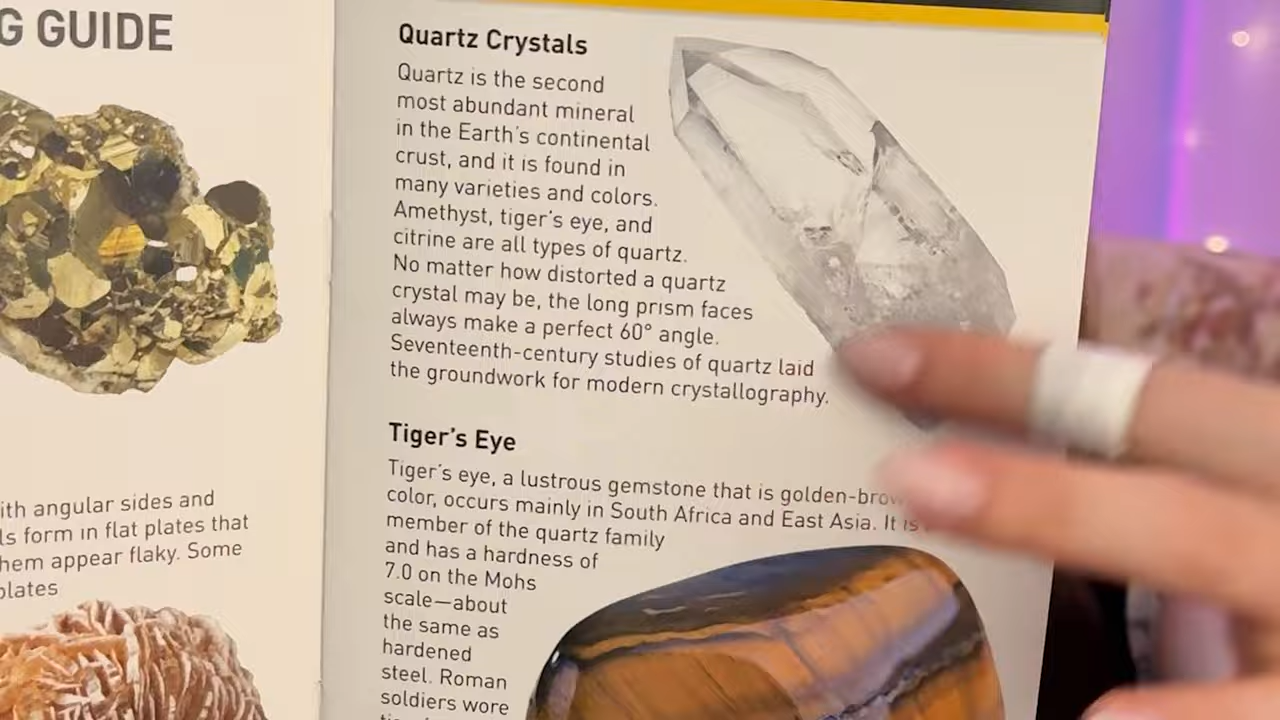 G GUIDE
ith angular sides and
ls form in flat plates that
hem appear flaky. Some
plates
Quartz Crystals
Quartz is the second
most abundant mineral
in the Earth's continental
crust, and it is found in
many varieties and colors.
Amethyst, tiger's eye, and
citrine are all types of quartz.
No matter how distorted a quartz
crystal may be, the long prism faces
always make a perfect 60° angle.
Seventeenth-century studies of quartz laid
the groundwork for modern crystallography.
Tiger's Eye
Tiger's eye, a lustrous gemstone that is golden-brow
color, occurs mainly in South Africa and East Asia. It is
member of the quartz family
and has a hardness of
7.0 on the Mohs
scale—about
the same as
hardened
steel. Roman
soldiers wore